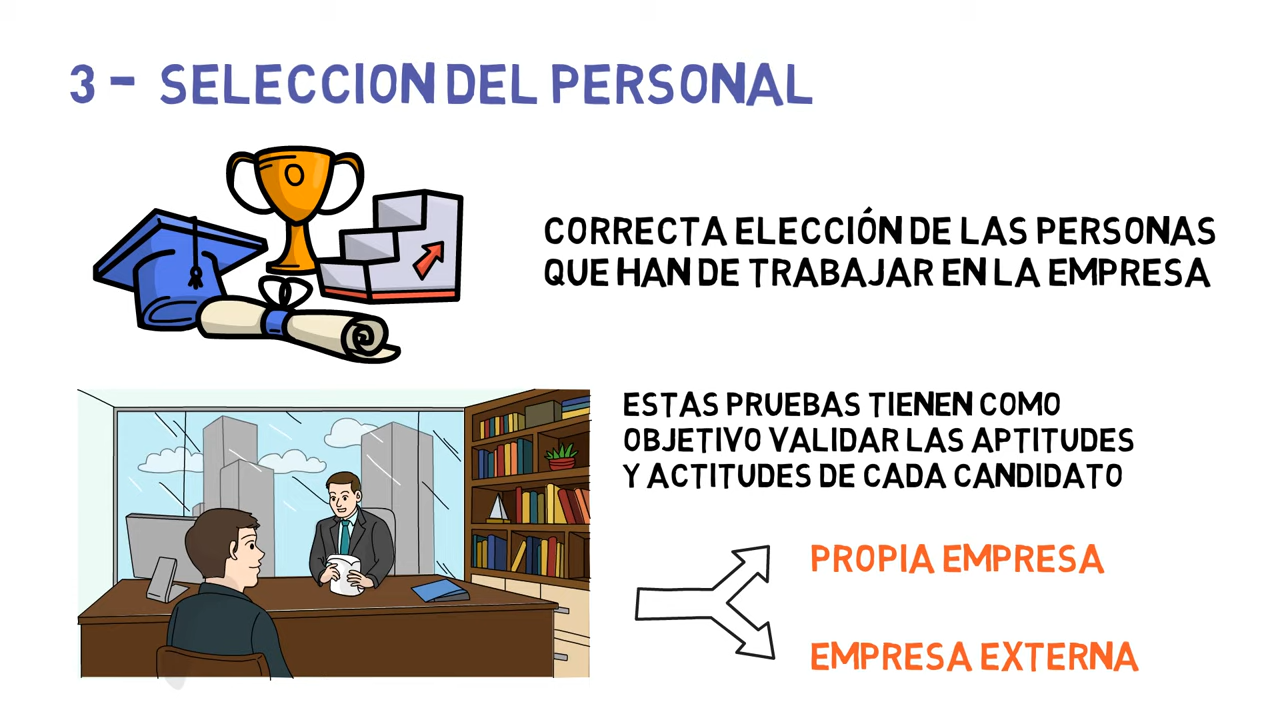 3 - SELECCION DEL PERSONAL
CORRECTA ELECCIÓN DE LAS PERSONAS
QUE HAN DE TRABAJAR EN LA EMPRESA
ESTAS PRUEBAS TIENEN COMO
OBJETIVO VALIDAR LAS APTITUDES
Y ACTITUDES DE CADA CANDIDATO
PROPIA EMPRESA
EMPRESA EXTERNA